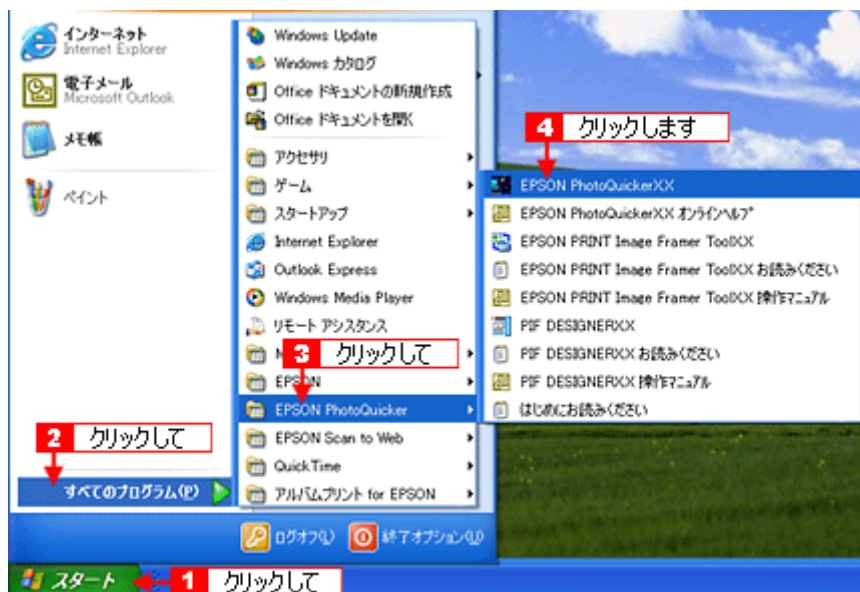 インターネット
Internet Explorer
電子メール
Microsoft Outlook
メモ帳
ペイント
2 クリックして
すべてのプログラム(P)
Windows Update
Windows カタログ
Office ドキュメントの新規作成
Office ドキュメントを開く
アクセサリ
ゲーム
スタートアップ
Internet Explorer
Outlook Express
Windows Media Player
リモート アシスタンス
3 クリックして
EPSON
EPSON PhotoQuicker
EPSON Scan to Web
QuickTime
アルバムプリント for EPSON
4 クリックします
EPSON PhotoQuickerXX
EPSON PhotoQuickerXX オンラインヘルプ
EPSON PRINT Image Framer ToolXX
EPSON PRINT Image Framer ToolXX お読みください
EPSON PRINT Image Framer ToolXX 操作マニュアル
PIF DESIGNERXX
PIF DESIGNERXX お読みください
PIF DESIGNERXX 操作マニュアル
はじめにお読みください
ログオフ(L)
終了オプション(U)
スタート
1 クリックして